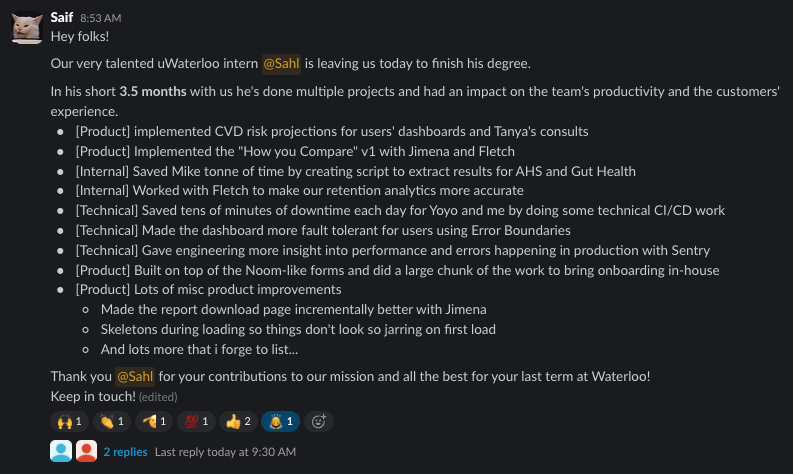 Saif 8:53 AM
Hey folks!
Our very talented uWaterloo intern @Sahl is leaving us today to finish his degree.
In his short 3.5 months with us he's done multiple projects and had an impact on the team's productivity and the customers'
experience.
● [Product] implemented CVD risk projections for users' dashboards and Tanya's consults
● [Product] Implemented the "How you Compare" v1 with Jimena and Fletch
● [Internal] Saved Mike tonne of time by creating script to extract results for AHS and Gut Health
● [Internal] Worked with Fletch to make our retention analytics more accurate
● [Technical] Saved tens of minutes of downtime each day for Yoyo and me by doing some technical CI/CD work
● [Technical] Made the dashboard more fault tolerant for users using Error Boundaries
● [Technical] Gave engineering more insight into performance and errors happening in production with Sentry
● [Product] Built on top of the Noom-like forms and did a large chunk of the work to bring onboarding in-house
● [Product] Lots of misc product improvements
○ Made the report download page incrementally better with Jimena
○ Skeletons during loading so things don't look so jarring on first load
○ And lots more that i forge to list...
Thank you @Sahl for your contributions to our mission and all the best for your last term at Waterloo!
Keep in touch! (edited)
🙌 1 👏 1 🫡 1 💯 1 👍 2 🙇 1
2 replies Last reply today at 9:30 AM